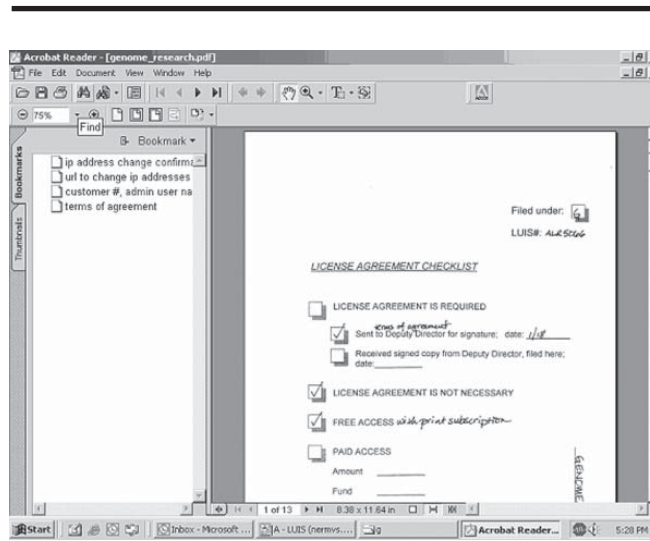 Acrobat Reader - [genome_research.pdf]
File Edit Document View Window Help
75%
Find
Bookmark
Bookmarks
Thumbnails
ip address change confirma
url to change ip addresses
customer #, admin user na
terms of agreement
Filed under: G
LUIS#:
LICENSE AGREEMENT CHECKLIST
LICENSE AGREEMENT IS REQUIRED
terms of agreement
Sent to Deputy Director for signature; date: 1/18
Received signed copy from Deputy Director, filed here;
date:
LICENSE AGREEMENT IS NOT NECESSARY
FREE ACCESS with print subscription
PAID ACCESS
Amount
Fund
GENOME
1 of 13 8.38 x 11.64 in
Start Inbox - Microsoft ... A - LUIS (nermvs.... g Acrobat Reader... 5:28 PM